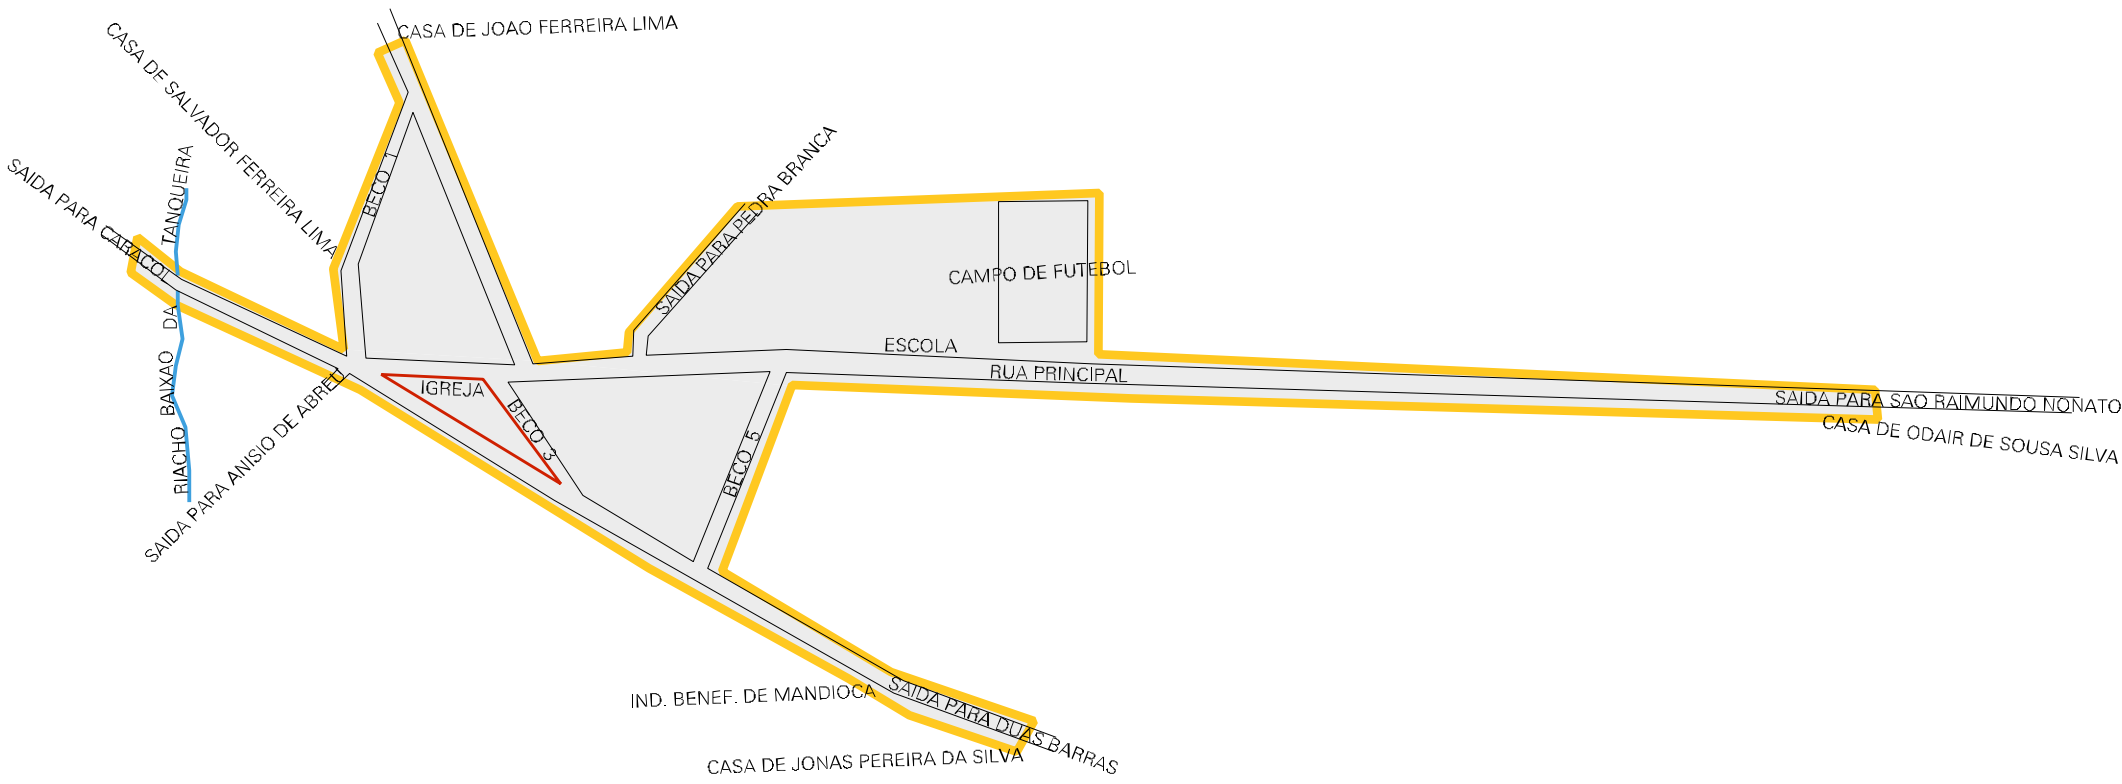 CASA DE JOAO FERREIRA LIMA
CASA DE SALVADOR FERREIRA LIMA
SAIDA PARA CARACOL
RIACHO BAIXAO DA TANQUEIRA
BECO 1
SAIDA PARA PEDRA BRANCA
CAMPO DE FUTEBOL
ESCOLA
RUA PRINCIPAL
IGREJA
BECO 3
BECO 5
SAIDA PARA SAO RAIMUNDO NONATO
CASA DE ODAIR DE SOUSA SILVA
SAIDA PARA ANISIO DE ABREU
IND. BENEF. DE MANDIOCA
SAIDA PARA DUAS BARRAS
CASA DE JONAS PEREIRA DA SILVA